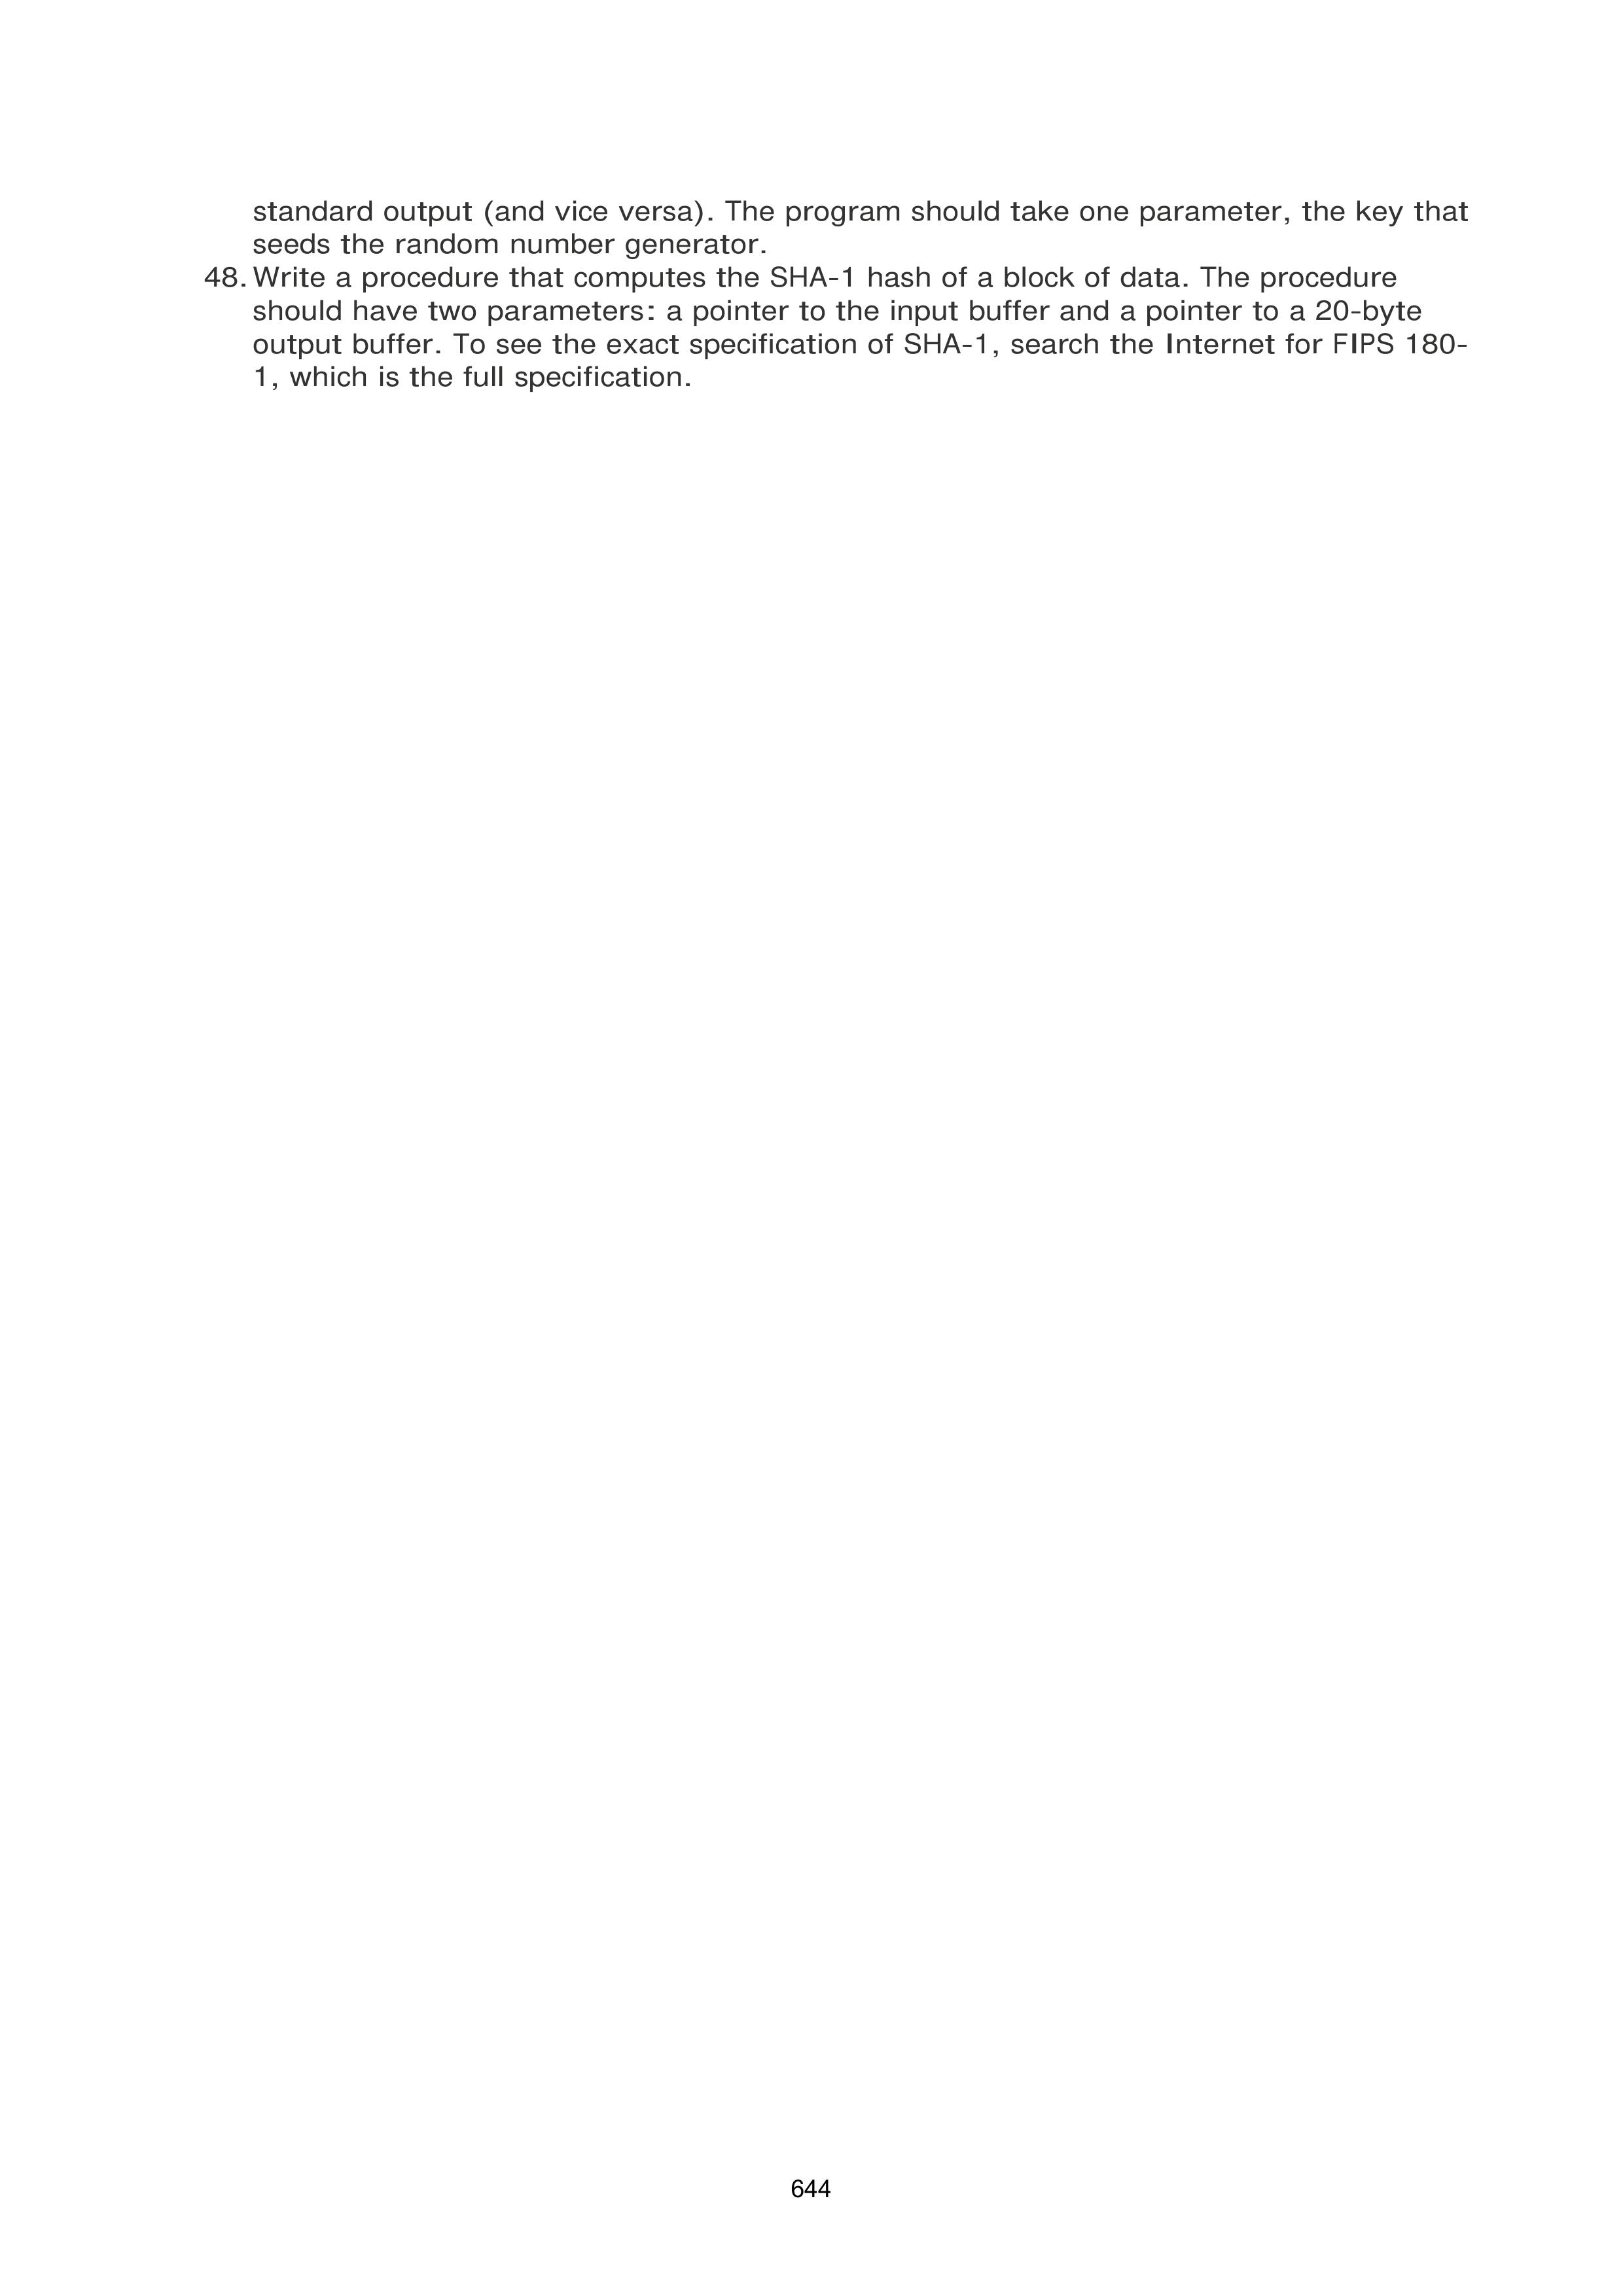 standard output (and vice versa). The program should take one parameter, the key that
seeds the random number generator.
48. Write a procedure that computes the SHA-1 hash of a block of data. The procedure
should have two parameters: a pointer to the input buffer and a pointer to a 20-byte
output buffer. To see the exact specification of SHA-1, search the Internet for FIPS 180-
1, which is the full specification.
644